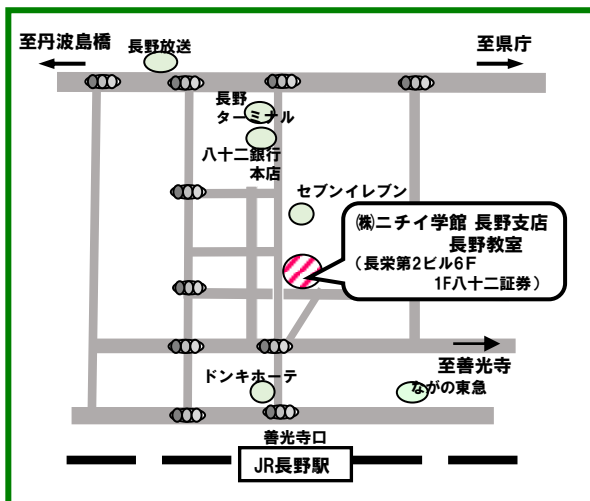 至丹波島橋
長野放送
至県庁
長野
ターミナル
八十二銀行
本店
セブンイレブン
㈱ニチイ学館 長野支店
長野教室
(長栄第2ビル6F
1F八十二証券)
至善光寺
ドンキホーテ
ながの東急
善光寺口
JR長野駅